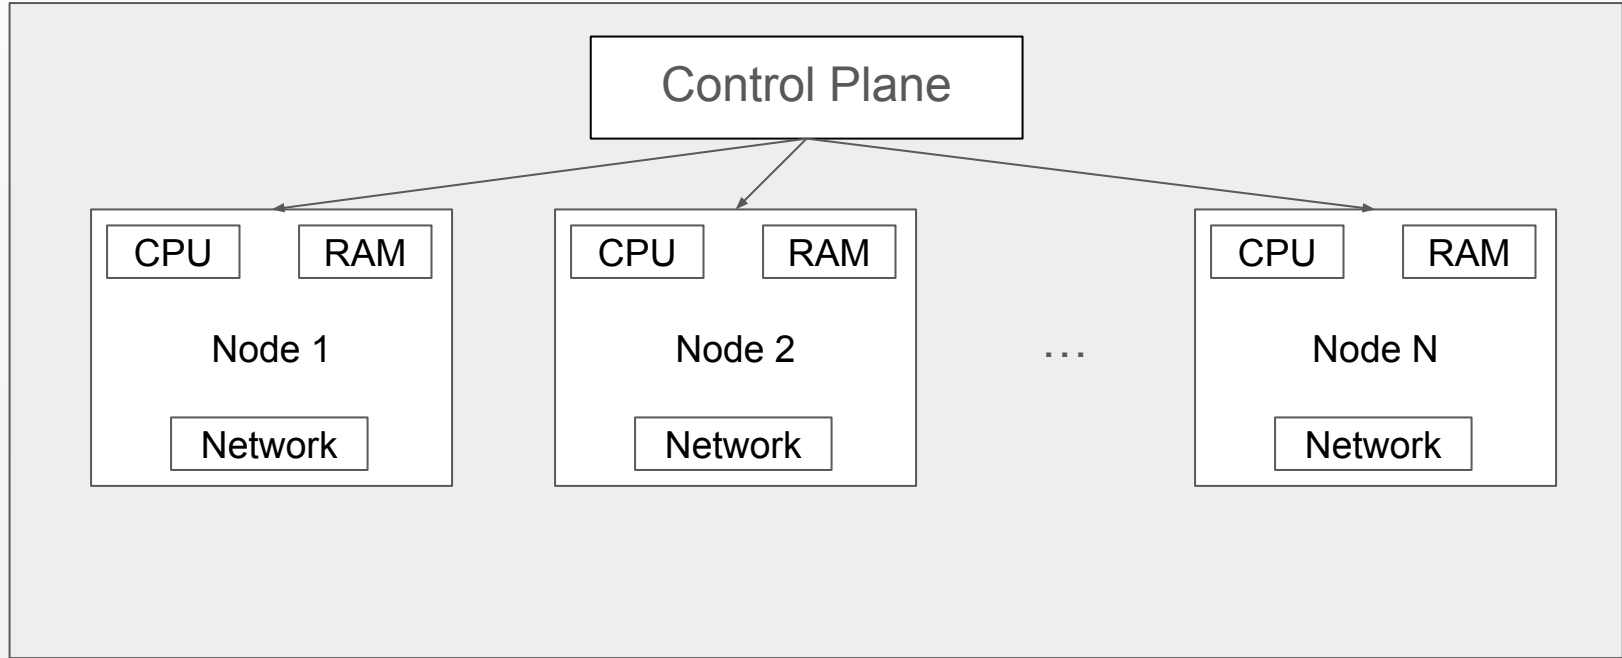 Control Plane
CPU
RAM
Node 1
Network
CPU
RAM
Node 2
Network
...
CPU
RAM
Node N
Network